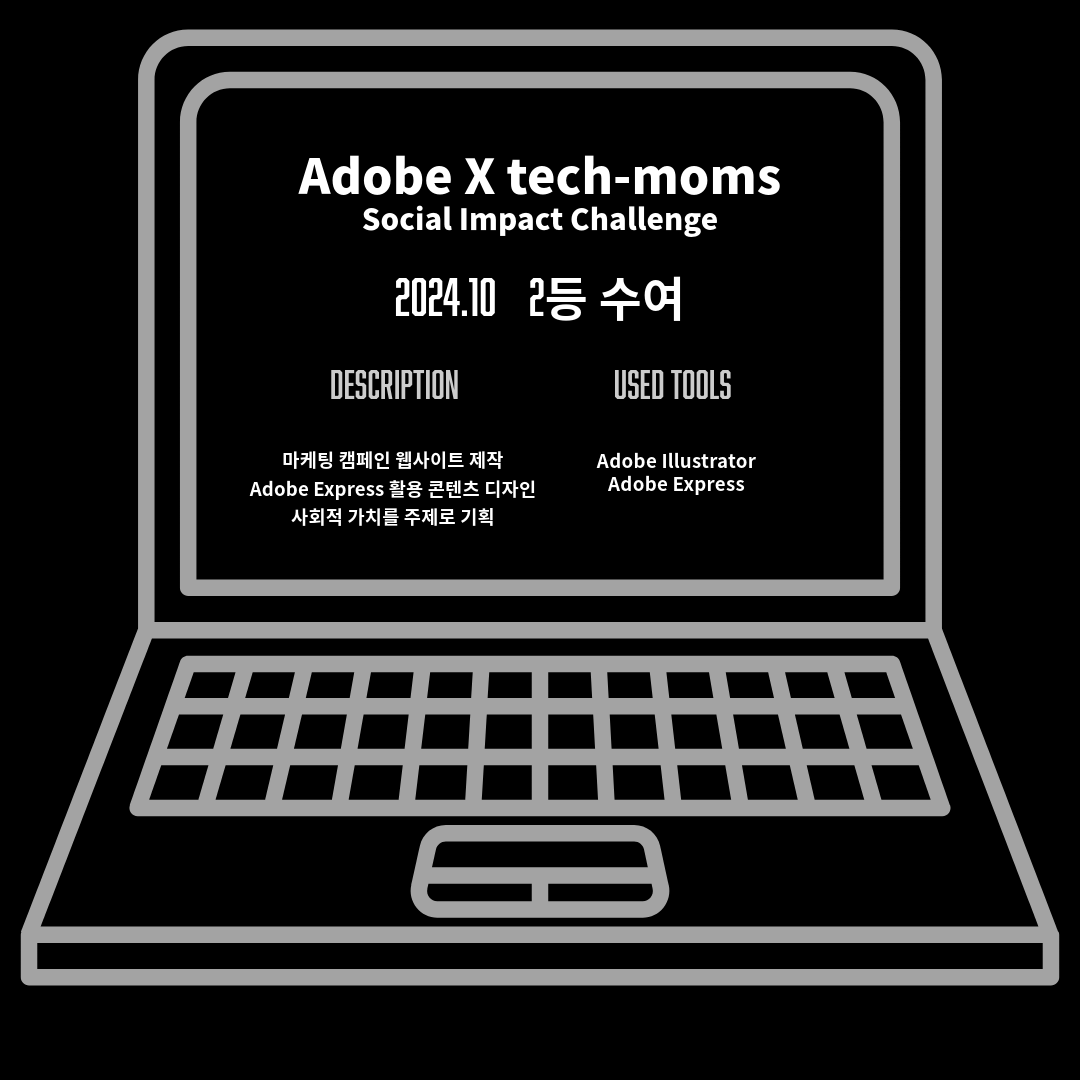 Adobe X tech-moms
Social Impact Challenge
2024.10 2등 수여
DESCRIPTION
마케팅 캠페인 웹사이트 제작
Adobe Express 활용 콘텐츠 디자인
사회적 가치를 주제로 기획
USED TOOLS
Adobe Illustrator
Adobe Express